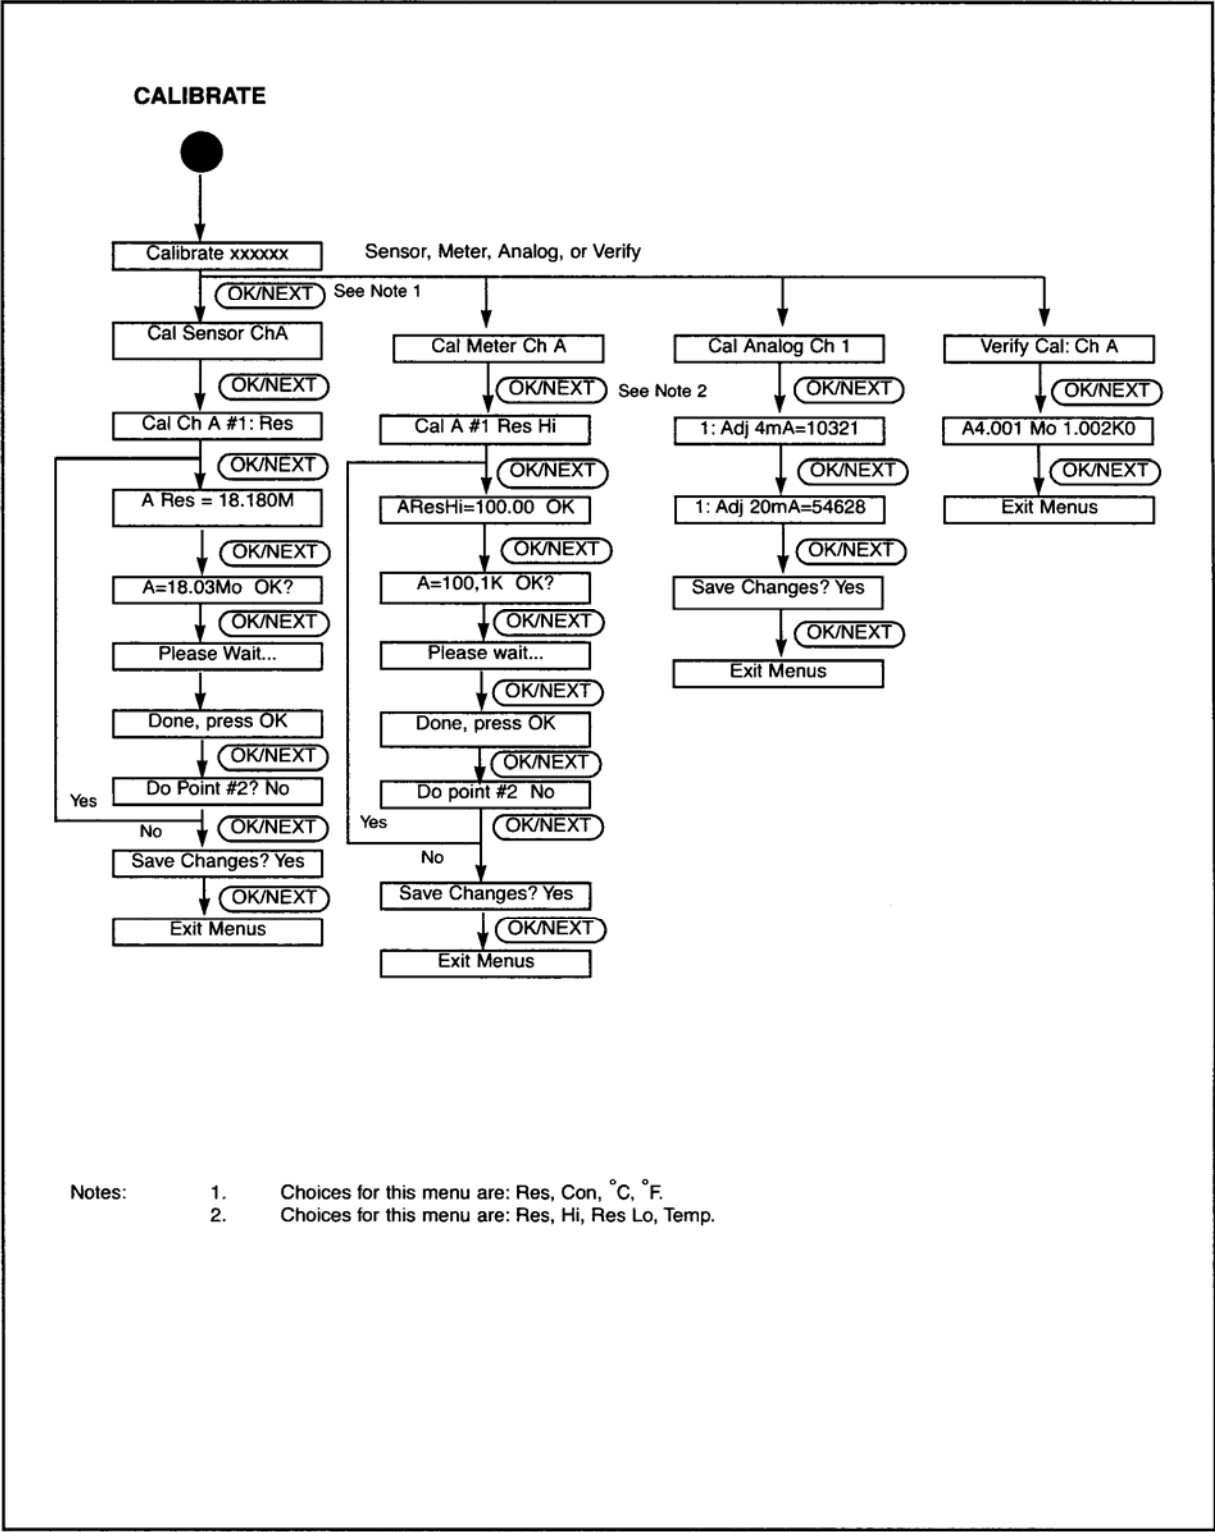 CALIBRATE
Calibrate xxxxxx
Sensor, Meter, Analog, or Verify
OK/NEXT
See Note 1
Cal Sensor ChA
OK/NEXT
Cal Ch A #1: Res
OK/NEXT
A Res = 18.180M
OK/NEXT
A=18.03Mo OK?
OK/NEXT
Please Wait...
Done, press OK
OK/NEXT
Do Point #2? No
Yes
No
OK/NEXT
Save Changes? Yes
OK/NEXT
Exit Menus
Cal Meter Ch A
OK/NEXT
See Note 2
Cal A #1 Res Hi
OK/NEXT
AResHi=100.00 OK
OK/NEXT
A=100,1K OK?
OK/NEXT
Please wait...
OK/NEXT
Done, press OK
OK/NEXT
Do point #2 No
Yes
OK/NEXT
No
Save Changes? Yes
OK/NEXT
Exit Menus
Cal Analog Ch 1
OK/NEXT
1: Adj 4mA=10321
OK/NEXT
1: Adj 20mA=54628
OK/NEXT
Save Changes? Yes
OK/NEXT
Exit Menus
Verify Cal: Ch A
OK/NEXT
A4.001 Mo 1.002K0
OK/NEXT
Exit Menus
Notes: 1. Choices for this menu are: Res, Con, °C, °F.
2. Choices for this menu are: Res, Hi, Res Lo, Temp.